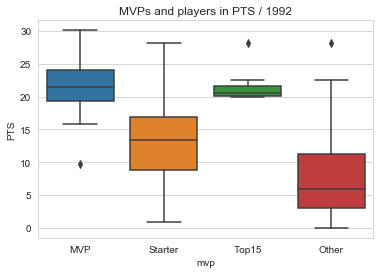 MVPs and players in PTS / 1992
30
25
20
15
10
5
0
PTS
MVP Starter Top15 Other
mvp